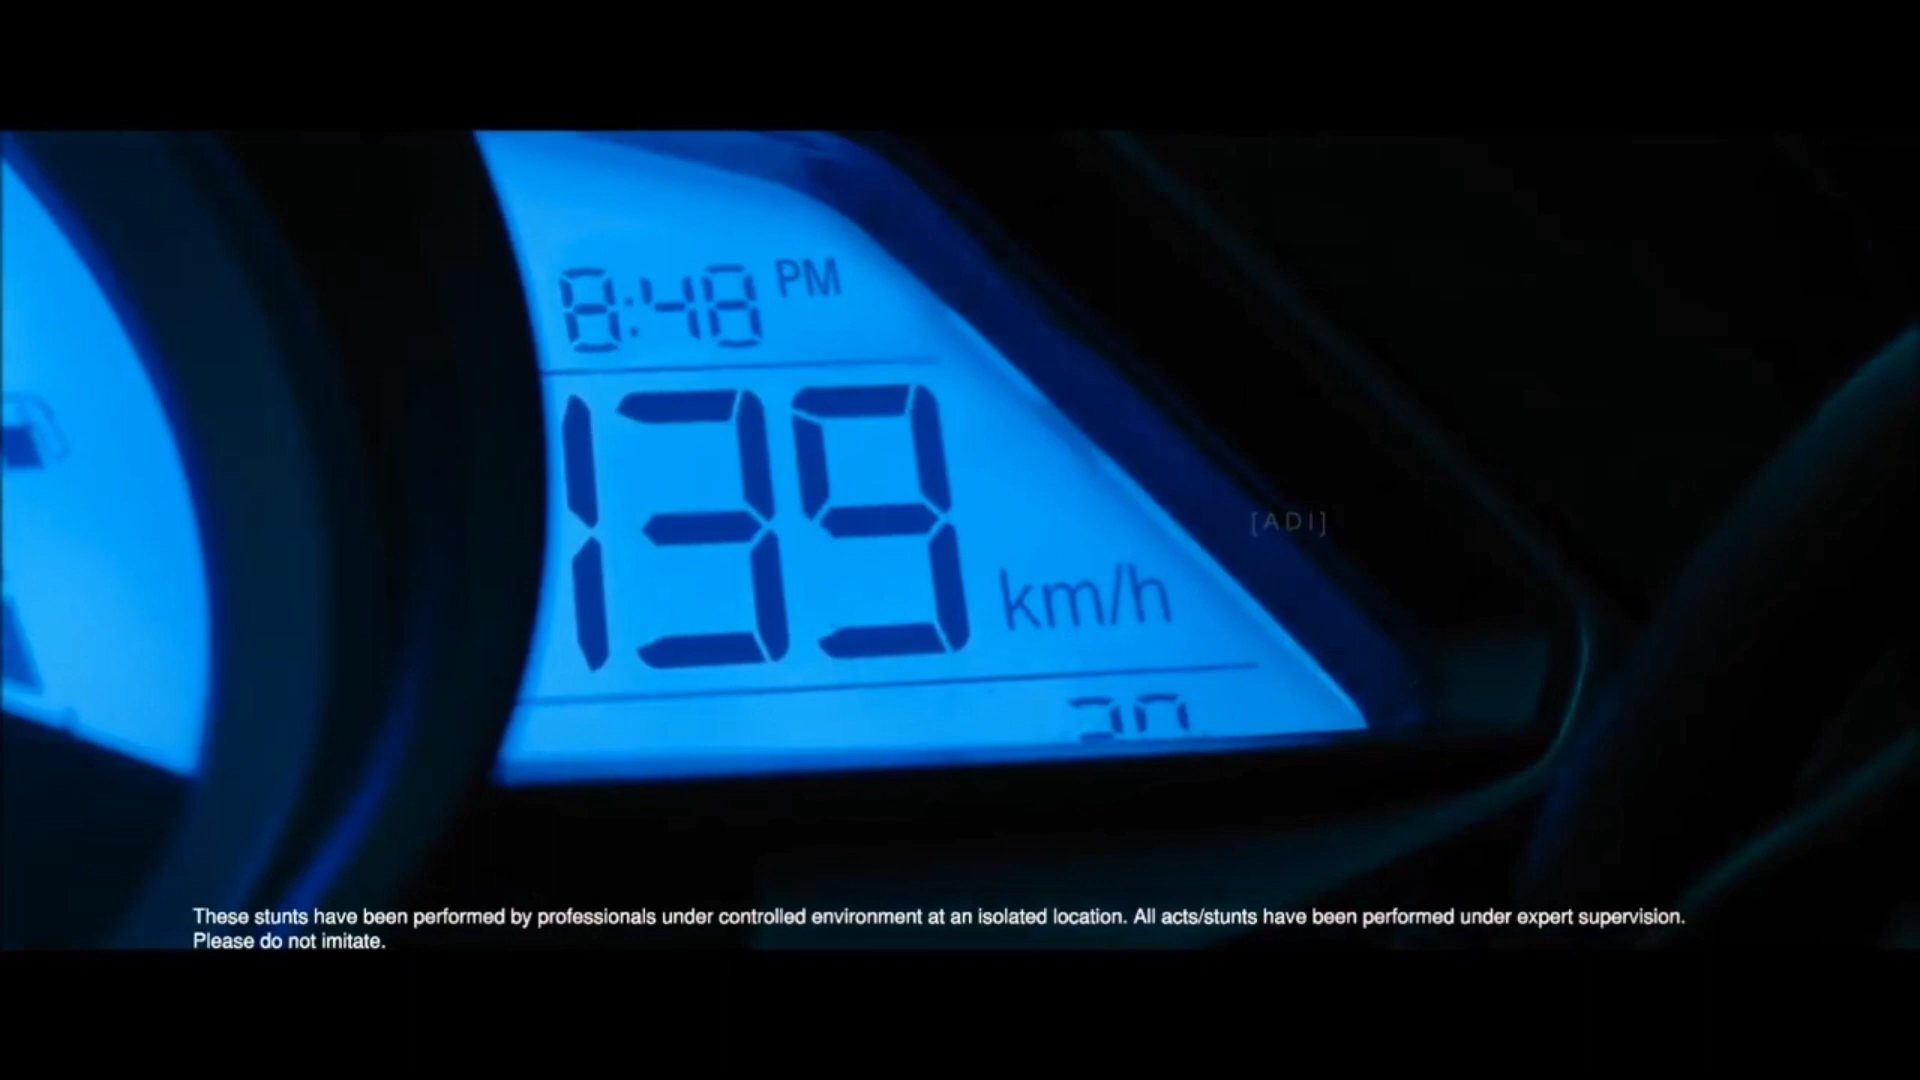 8:48 PM
139 km/h
[ADI]
These stunts have been performed by professionals under controlled environment at an isolated location. All acts/stunts have been performed under expert supervision.
Please do not imitate.